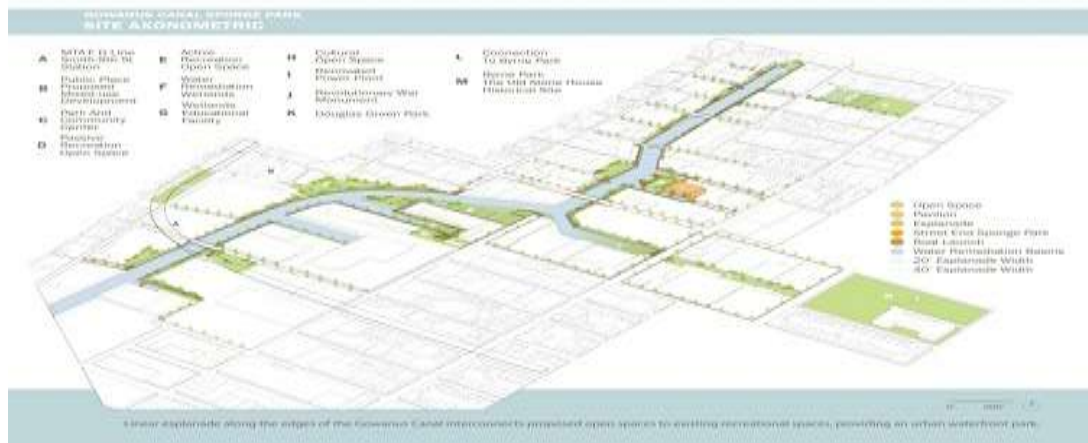 GOWANUS CANAL SPONGE PARK
SITE AXONOMETRIC
A
MTA F G Line
Smith-9th St
Station
B
Public Place
Proposed
Mixed-use
Development
C
Park And
Community
Center
D
Passive
Recreation
Open Space
E
Active
Recreation
Open Space
F
Water
Remediation
Wetlands
G
Wetlands
Educational
Facility
H
Cultural
Open Space
I
Power Plant
J
Revolutionary War
Monument
K
Douglas Green Park
L
Connection
To Byrne Park
M
Byrne Park
The Old Stone House
Historical Site
A
Open Space
Pavilion
Esplanade
Street End Sponge Park
Boat Launch
Water Remediation Basins
20' Esplanade Width
40' Esplanade Width
Linear esplanade along the edges of the Gowanus Canal interconnects proposed open spaces to existing recreational spaces, providing an urban waterfront park.